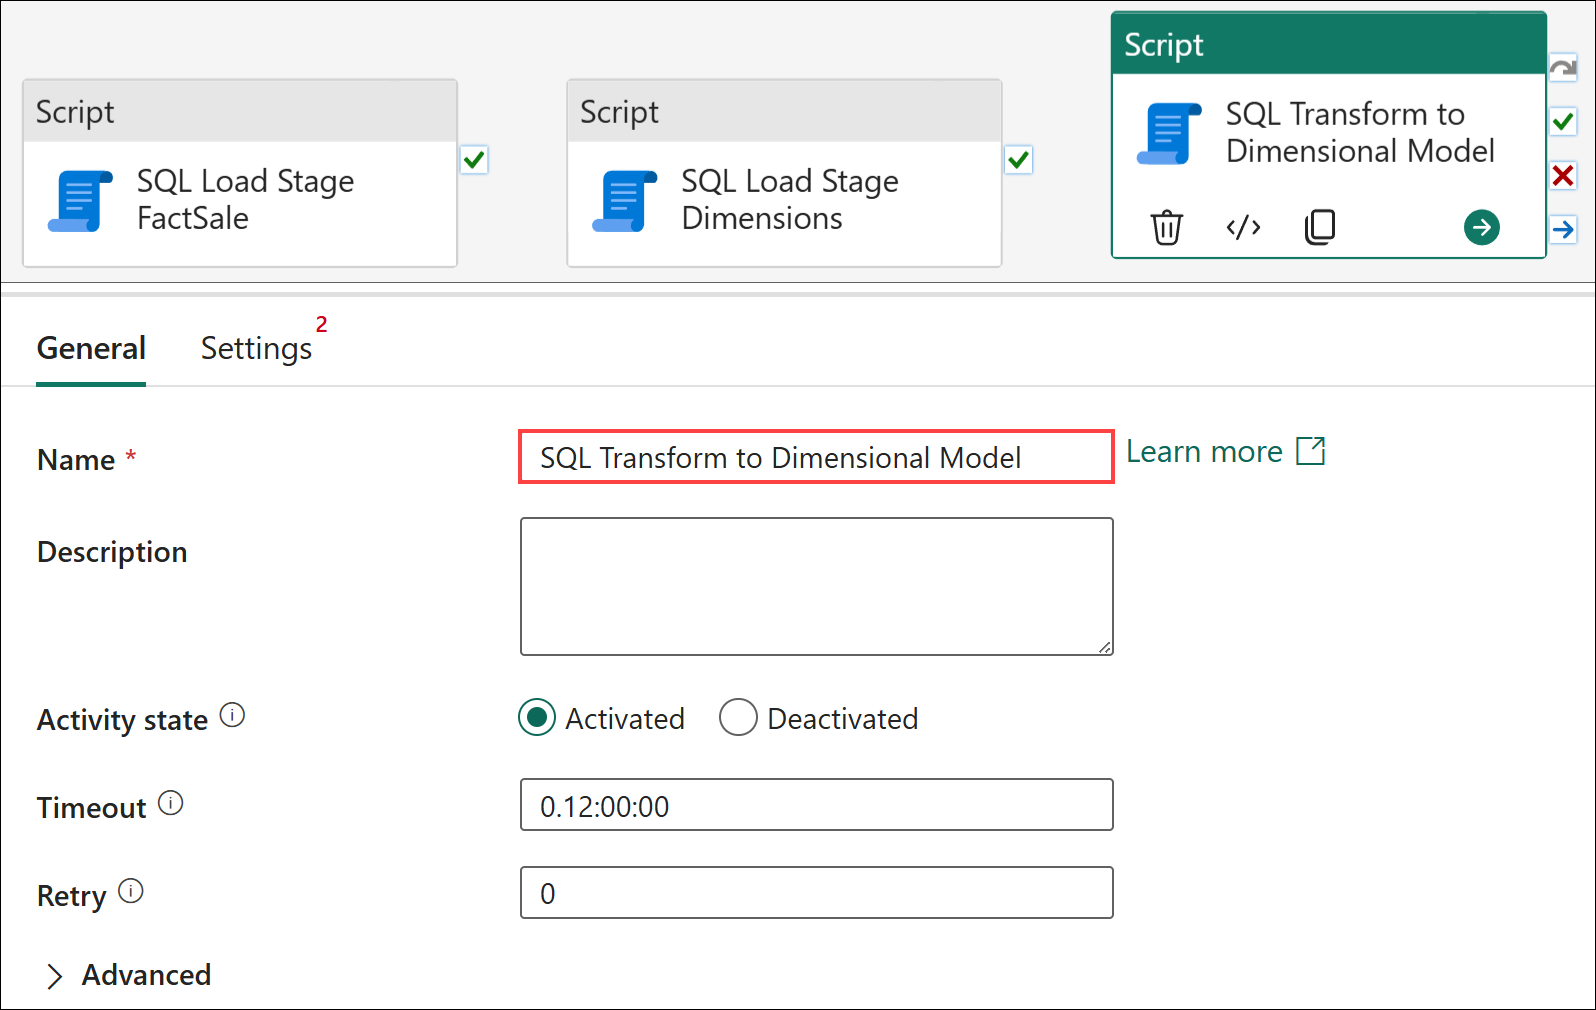 Script
SQL Load Stage
FactSale
Script
SQL Load Stage
Dimensions
Script
SQL Transform to
Dimensional Model
General
Settings 2
Name *
SQL Transform to Dimensional Model
Learn more
Description
Activity state
Activated
Deactivated
Timeout
0.12:00:00
Retry
0
Advanced